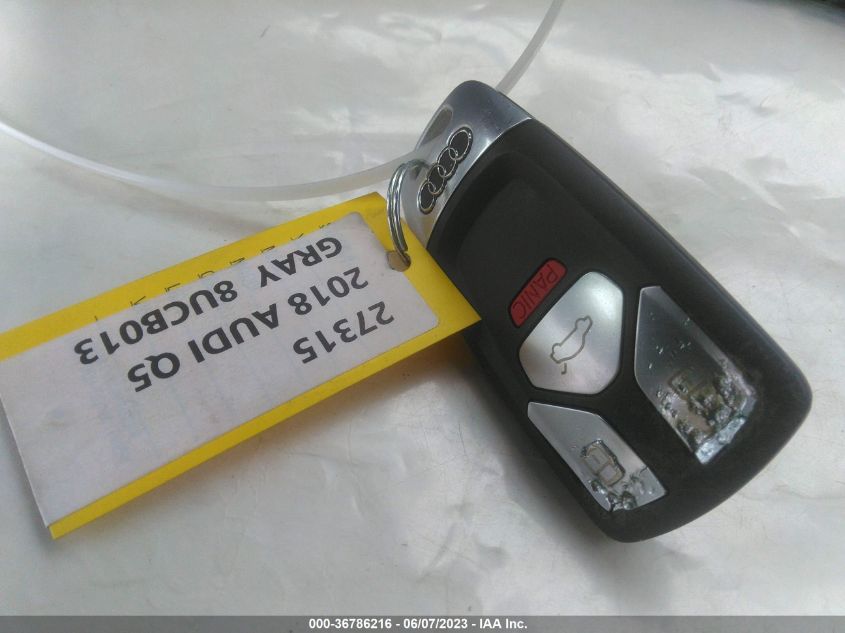 27315
2018 AUDI Q5
GRAY 8UCB013
PANIC
000-36786216 - 06/07/2023 - IAA Inc.